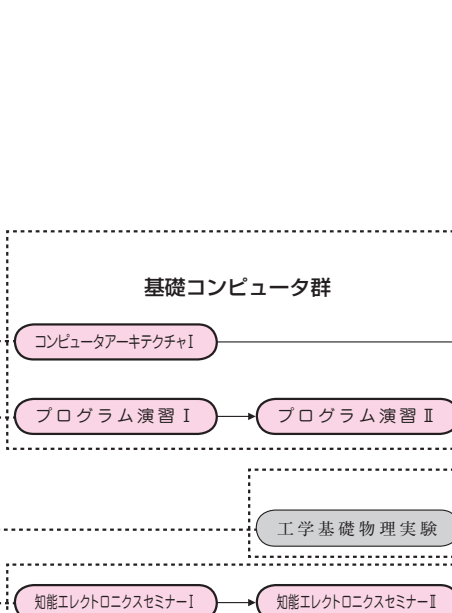 基礎コンピュータ群
コンピュータアーキテクチャI
プログラム演習 I
プログラム演習 Ⅱ
工学基礎物理実験
知能エレクトロニクスセミナーI
知能エレクトロニクスセミナーⅡ